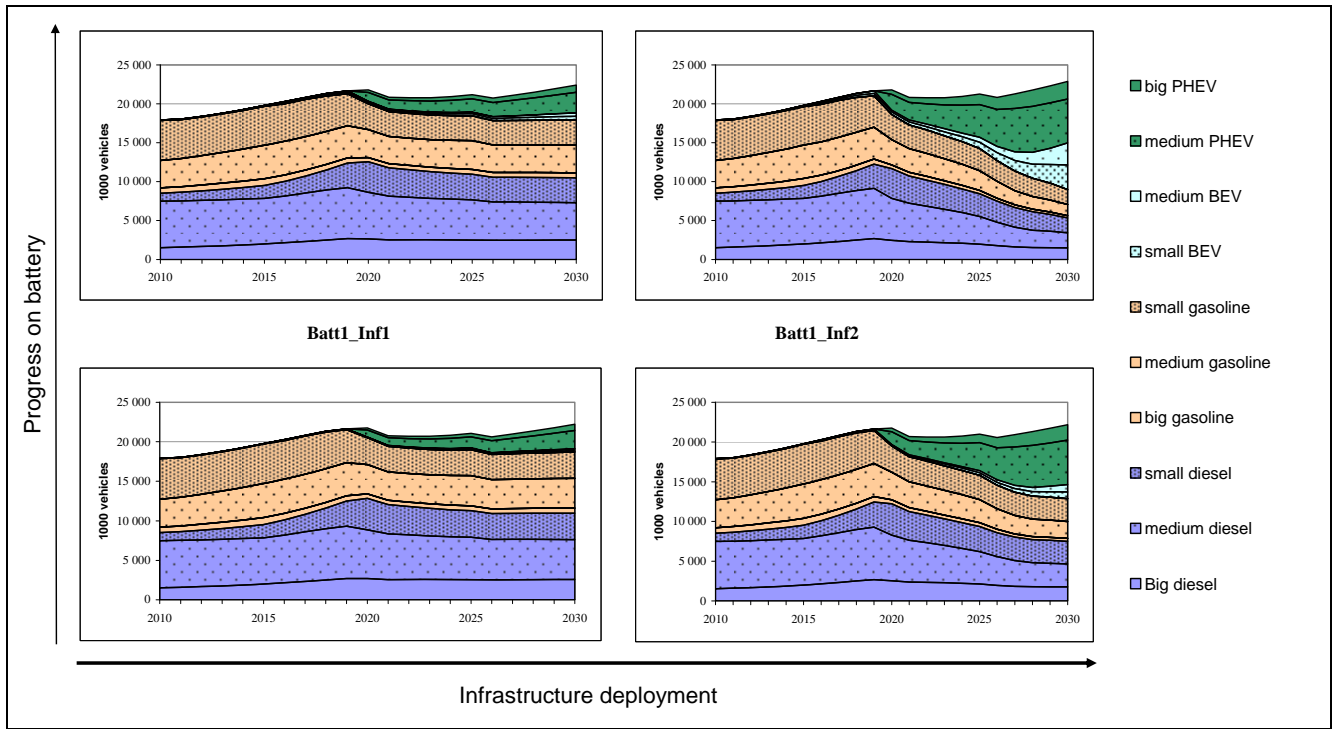 Progress on battery
1000 vehicles
25 000
20 000
15 000
10 000
5 000
0
2010 2015 2020 2025 2030
1000 vehicles
25 000
20 000
15 000
10 000
5 000
0
2010 2015 2020 2025 2030
Batt1_Inf1
Batt1_Inf2
1000 vehicles
25 000
20 000
15 000
10 000
5 000
0
2010 2015 2020 2025 2030
1000 vehicles
25 000
20 000
15 000
10 000
5 000
0
2010 2015 2020 2025 2030
Infrastructure deployment
big PHEV
medium PHEV
medium BEV
small BEV
small gasoline
medium gasoline
big gasoline
small diesel
medium diesel
Big diesel